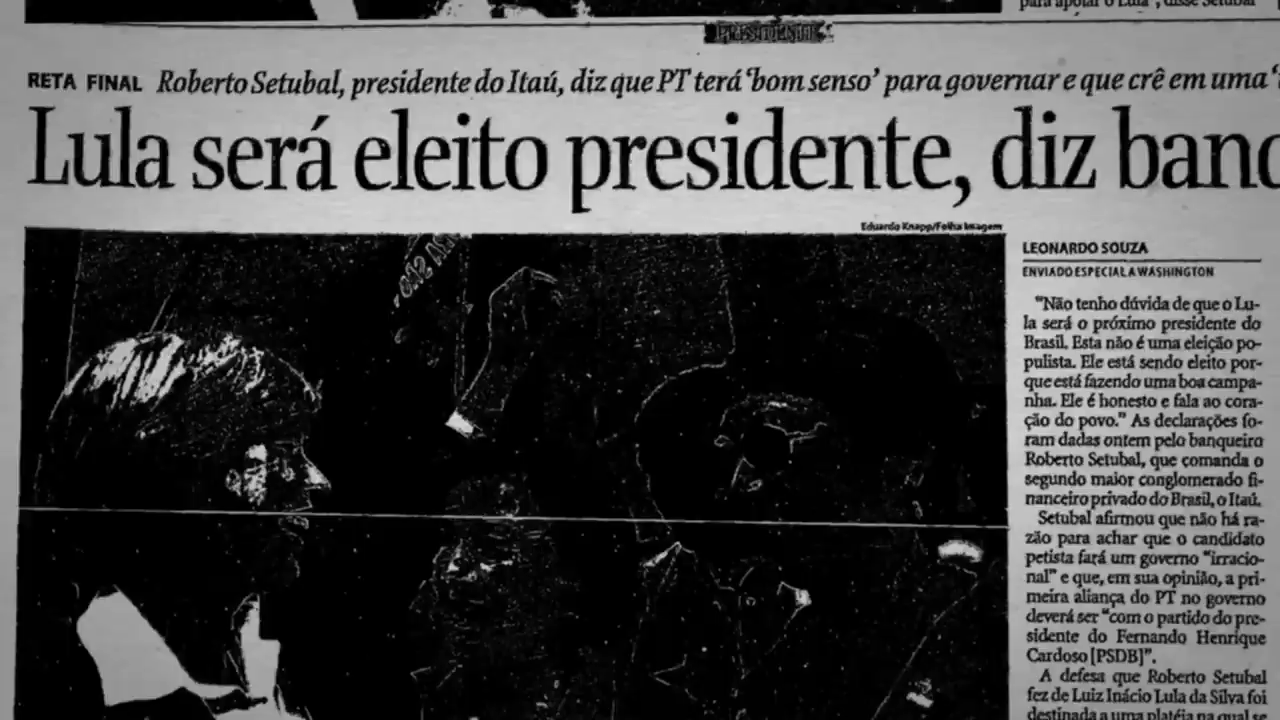 para apoiar o Lula", disse Setubal
PRESIDENTE
RETA FINAL Roberto Setubal, presidente do Itaú, diz que PT terá 'bom senso' para governar e que crê em uma '
Lula será eleito presidente, diz banq
Eduardo Knapp/Folha Imagem
LEONARDO SOUZA
ENVIADO ESPECIAL A WASHINGTON
"Não tenho dúvida de que o Lu-
la será o próximo presidente do
Brasil. Esta não é uma eleição po-
pulista. Ele está sendo eleito por-
que está fazendo uma boa campa-
nha. Ele é honesto e fala ao cora-
ção do povo." As declarações fo-
ram dadas ontem pelo banqueiro
Roberto Setubal, que comanda o
segundo maior conglomerado fi-
nanceiro privado do Brasil, o Itaú.
Setubal afirmou que não há ra-
zão para achar que o candidato
petista fará um governo "irracio-
nal" e que, em sua opinião, a pri-
meira aliança do PT no governo
deverá ser "com o partido do pre-
sidente do Fernando Henrique
Cardoso [PSDB]".
A defesa que Roberto Setubal
fez de Luiz Inácio Lula da Silva foi
destinada a uma platéia na qual se